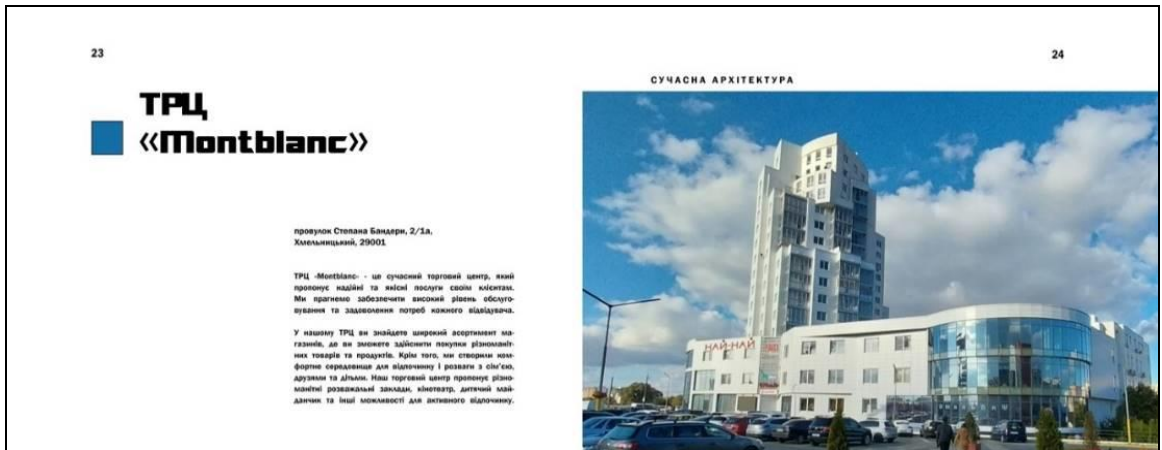 23
ТРЦ
«Montblanc»
провулок Степана Бандери, 2/1а,
Хмельницький, 29001
ТРЦ «Montblanc» - це сучасний торговий центр, який
пропонує надійні та якісні послуги своїм клієнтам.
Ми прагнемо забезпечити високий рівень обслуго-
вування та задоволення потреб кожного відвідувача.
У нашому ТРЦ ви знайдете широкий асортимент ма-
газинів, де ви зможете здійснити покупки різноманіт-
них товарів та продуктів. Крім того, ми створили ком-
фортне середовище для відпочинку і розваги з сім'єю,
друзями та дітьми. Наш торговий центр пропонує різно-
манітні розважальні заклади, кінотеатр, дитячий май-
данчик та інші можливості для активного відпочинку.
24
СУЧАСНА АРХІТЕКТУРА
НАЙ-НАЙ